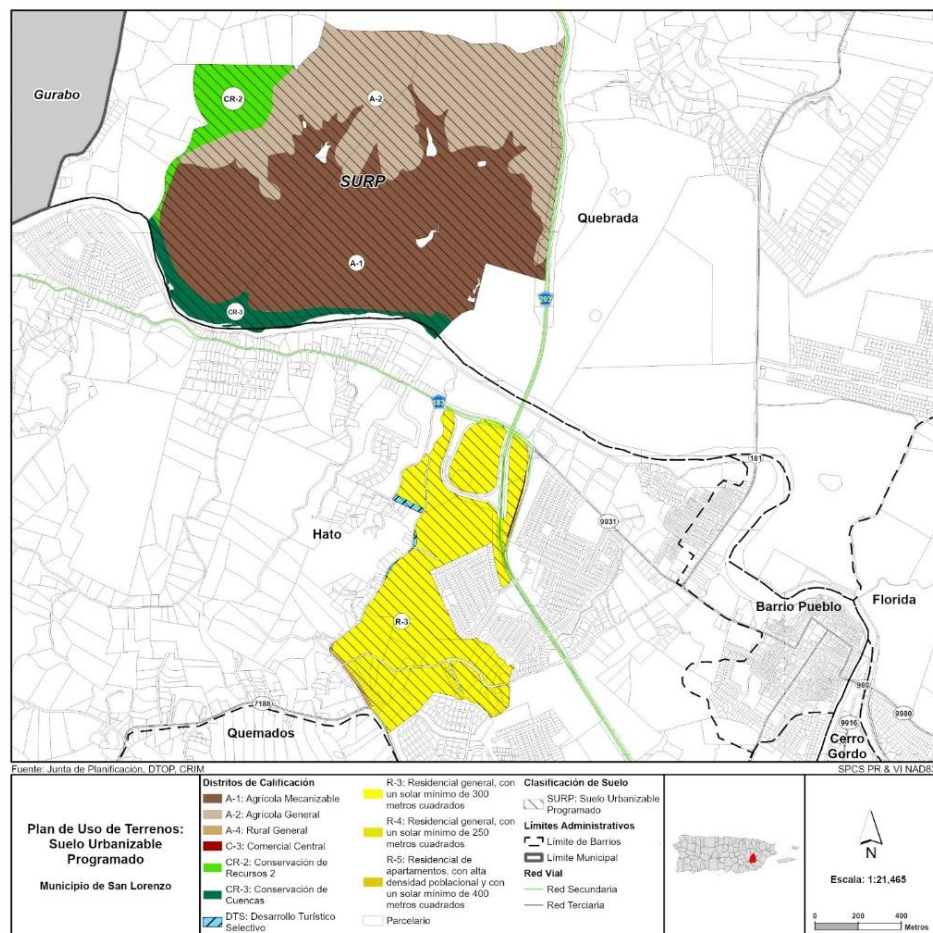 Gurabo
CR-2
A-2
SURP
Quebrada
A-1
203
CR-3
183
181
Hato
9931
Barrio Pueblo
Florida
R-3
7188
Quemados
980
9980
9916
Cerro
Gordo
Fuente: Junta de Planificación, DTOP, CRIM
SPCS PR & VI NAD83
Plan de Uso de Terrenos:
Suelo Urbanizable
Programado
Municipio de San Lorenzo
Distritos de Calificación
A-1: Agrícola Mecanizable
A-2: Agrícola General
A-4: Rural General
C-3: Comercial Central
CR-2: Conservación de
Recursos 2
CR-3: Conservación de
Cuencas
DTS: Desarrollo Turístico
Selectivo
R-3: Residencial general, con
un solar mínimo de 300
metros cuadrados
R-4: Residencial general, con
un solar mínimo de 250
metros cuadrados
R-5: Residencial de
apartamentos, con alta
densidad poblacional y con
un solar mínimo de 400
metros cuadrados
Parcelario
Clasificación de Suelo
SURP: Suelo Urbanizable
Programado
Límites Administrativos
Límite de Barrios
Límite Municipal
Red Vial
Red Secundaria
Red Terciaria
N
Escala: 1:21,465
0 200 400
Metros